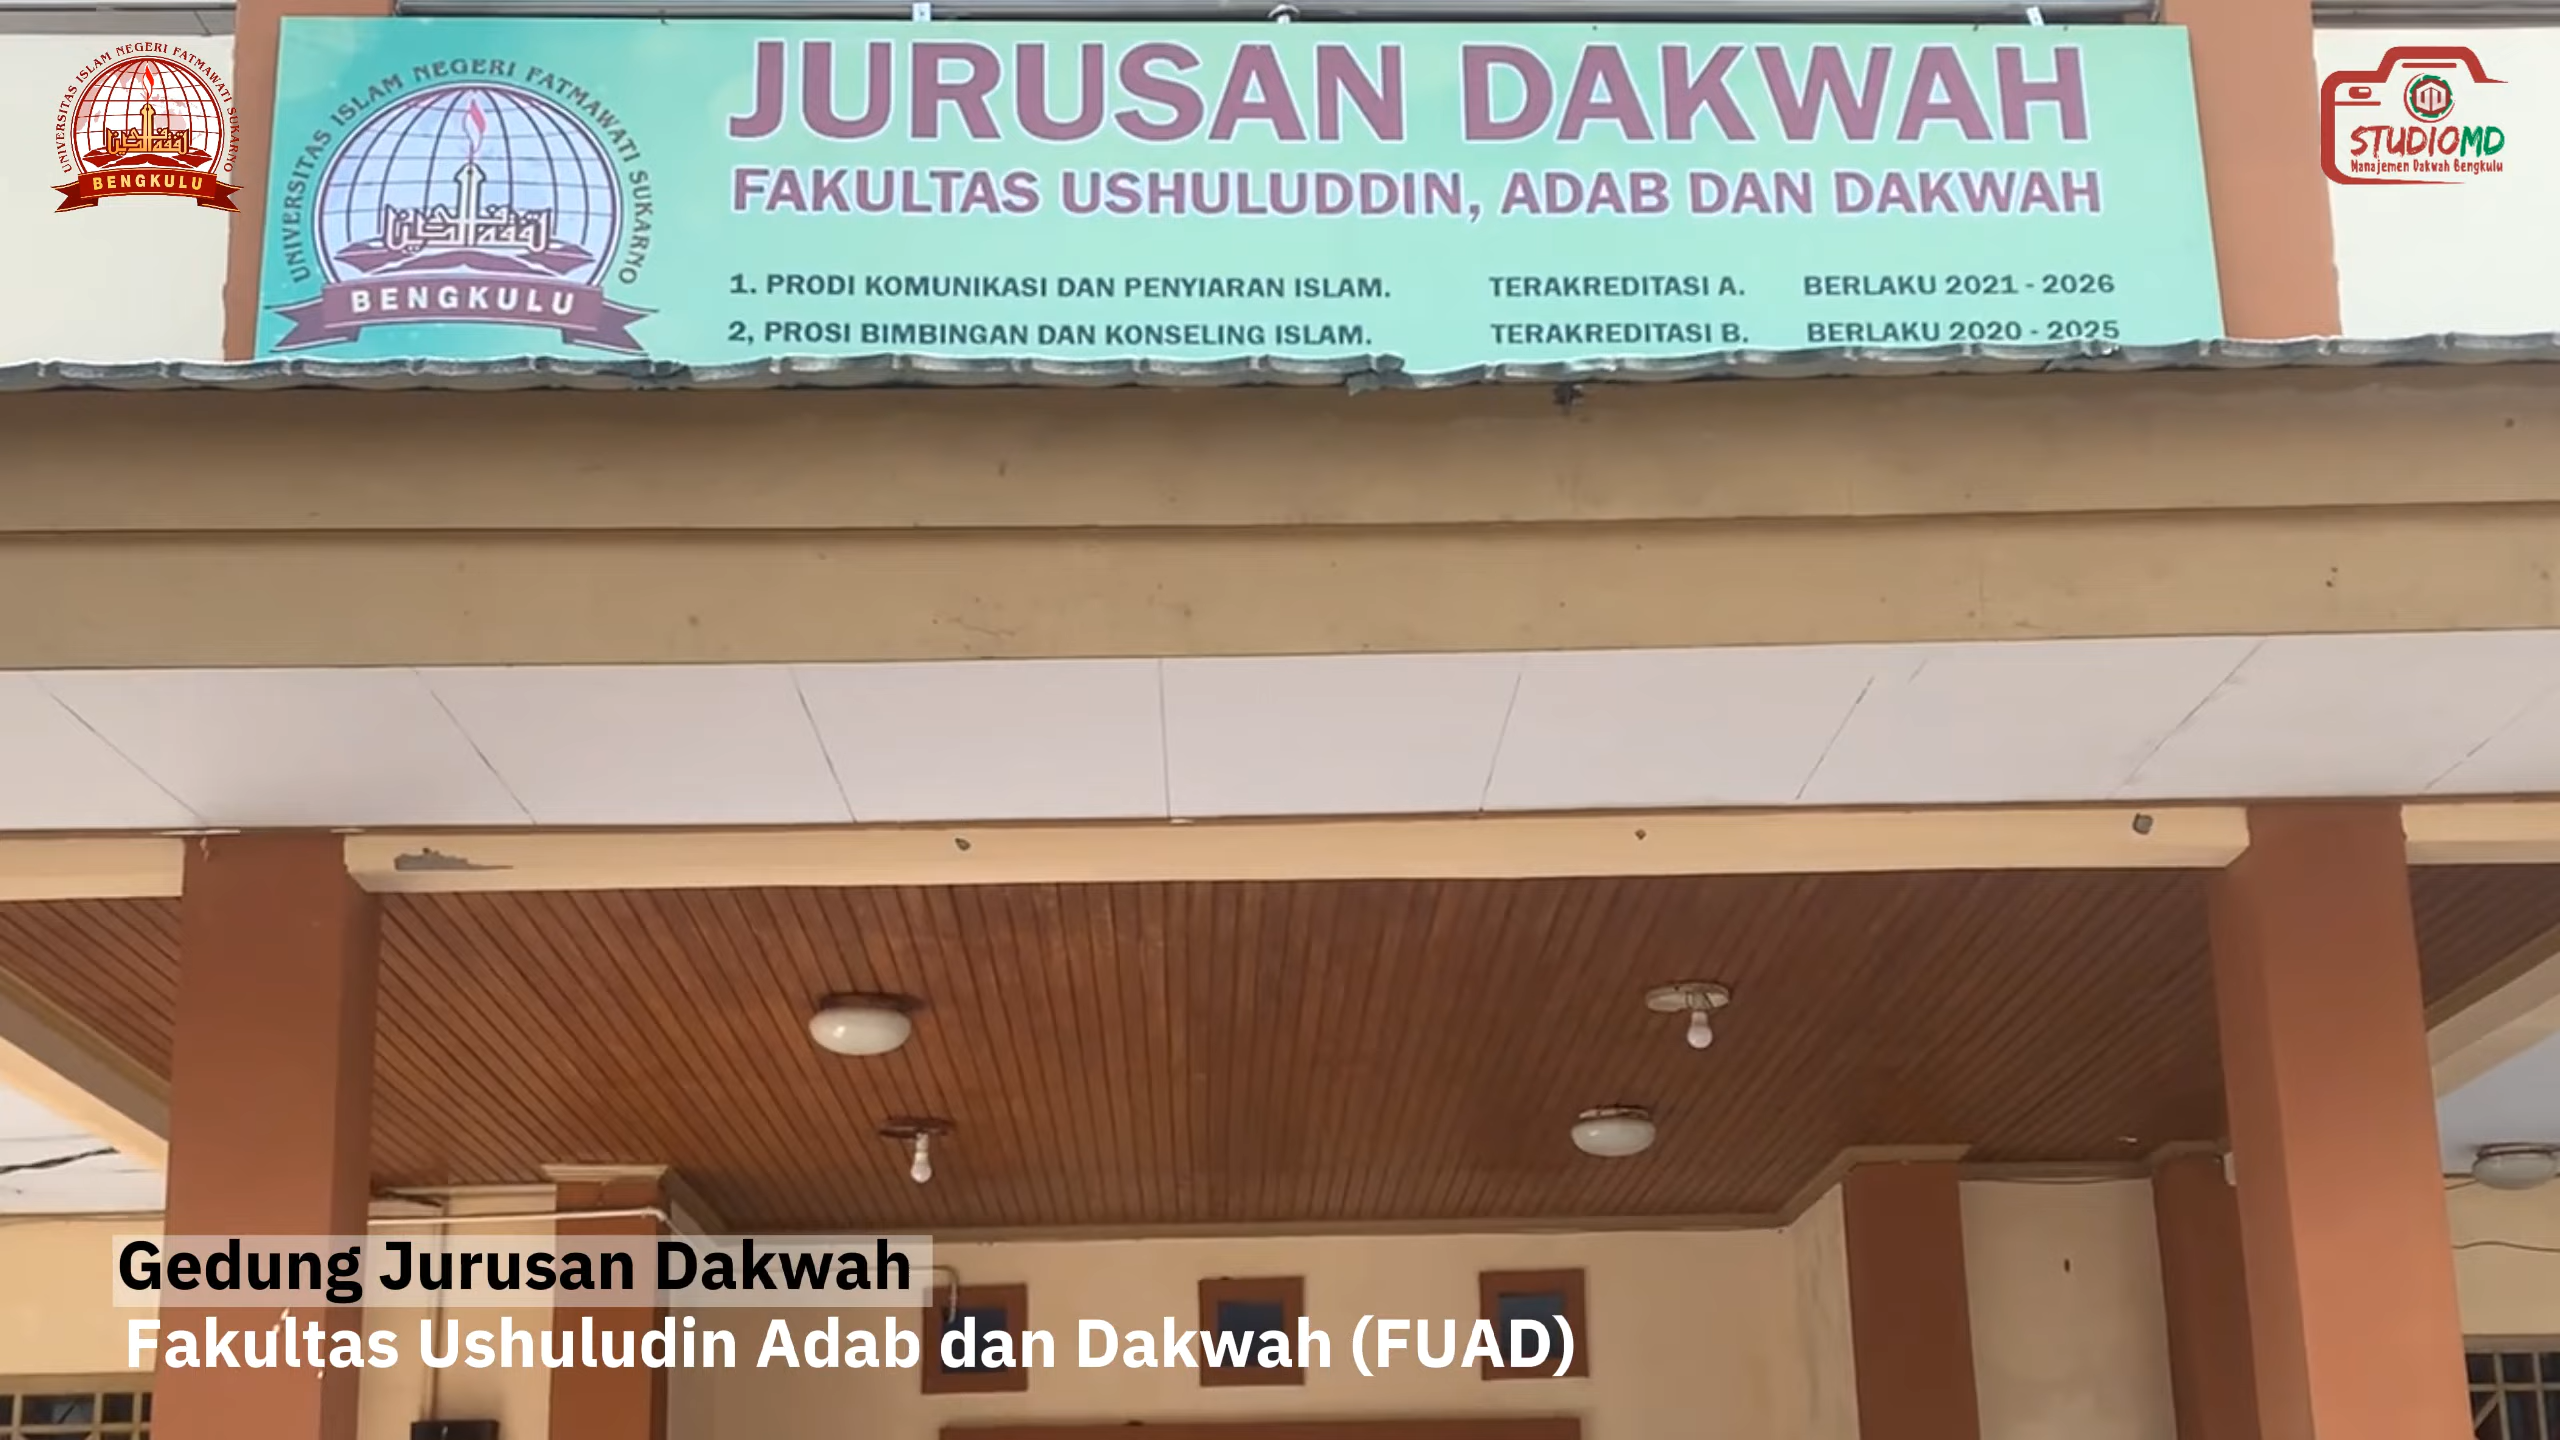 UNIVERSITAS ISLAM NEGERI FATMAWATI SUKARNO
BENGKULU
UNIVERSITAS ISLAM NEGERI FATMAWATI SUKARNO
BENGKULU
JURUSAN DAKWAH
FAKULTAS USHULUDDIN, ADAB DAN DAKWAH
1. PRODI KOMUNIKASI DAN PENYIARAN ISLAM. TERAKREDITASI A. BERLAKU 2021 - 2026
2, PROSI BIMBINGAN DAN KONSELING ISLAM. TERAKREDITASI B. BERLAKU 2020 - 2025
STUDIOMD
Manajemen Dakwah Bengkulu
Gedung Jurusan Dakwah
Fakultas Ushuludin Adab dan Dakwah (FUAD)